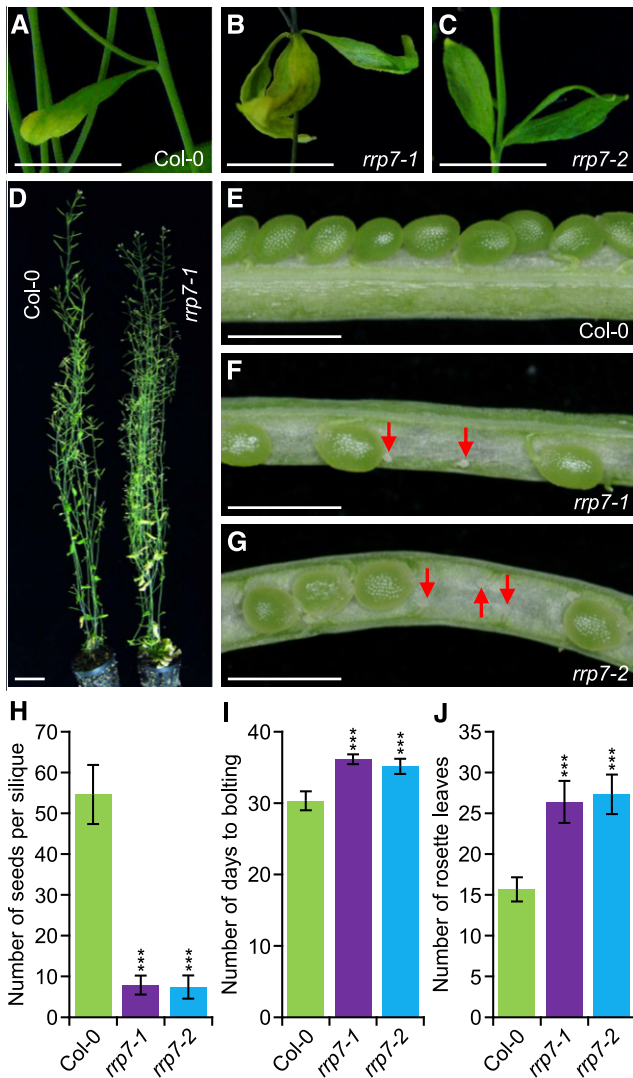 A
Col-0
B
rrp7-1
C
rrp7-2
D
Col-0
rrp7-1
E
Col-0
F
rrp7-1
G
rrp7-2
H
Number of seeds per silique
70
60
50
40
30
20
10
0
***
***
Col-0
rrp7-1
rrp7-2
I
Number of days to bolting
40
30
20
10
0
***
***
Col-0
rrp7-1
rrp7-2
J
Number of rosette leaves
35
30
25
20
15
10
5
0
***
***
Col-0
rrp7-1
rrp7-2